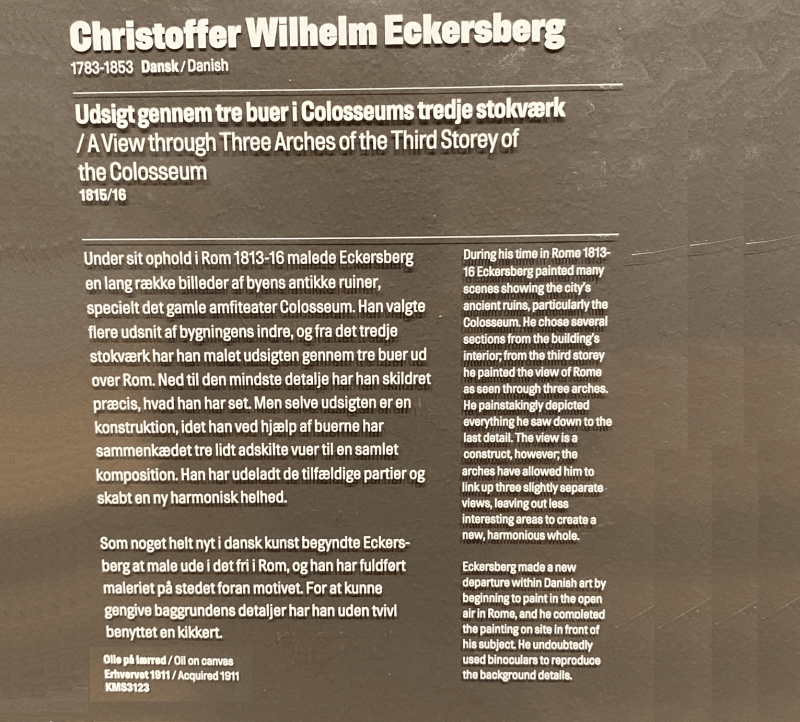 Christoffer Wilhelm Eckersberg
1783-1853 Dansk / Danish
Udsigt gennem tre buer i Colosseums tredje stokværk
/ A View through Three Arches of the Third Storey of
the Colosseum
1815/16
Under sit ophold i Rom 1813-16 malede Eckersberg
en lang række billeder af byens antikke ruiner,
specielt det gamle amfiteater Colosseum. Han valgte
flere udsnit af bygningens indre, og fra det tredje
stokværk har han malet udsigten gennem tre buer ud
over Rom. Ned til den mindste detalje har han skildret
præcis, hvad han har set. Men selve udsigten er en
konstruktion, idet han ved hjælp af buerne har
sammenkædet tre lidt adskilte vuer til en samlet
komposition. Han har udeladt de tilfældige partier og
skabt en ny harmonisk helhed.
Som noget helt nyt i dansk kunst begyndte Eckers-
berg at male ude i det fri i Rom, og han har fuldført
maleriet på stedet foran motivet. For at kunne
gengive baggrundens detaljer har han uden tvivl
benyttet en kikkert.
Olie på lærred / Oil on canvas
Erhvervet 1911 / Acquired 1911
KMS3123
During his time in Rome 1813-
16 Eckersberg painted many
scenes showing the city's
ancient ruins, particularly the
Colosseum. He chose several
sections from the building's
interior; from the third storey
he painted the view of Rome
as seen through three arches.
He painstakingly depicted
everything he saw down to the
last detail. The view is a
construct, however; the
arches have allowed him to
link up three slightly separate
views, leaving out less
interesting areas to create a
new, harmonious whole.
Eckersberg made a new
departure within Danish art by
beginning to paint in the open
air in Rome, and he completed
the painting on site in front of
his subject. He undoubtedly
used binoculars to reproduce
the background details.